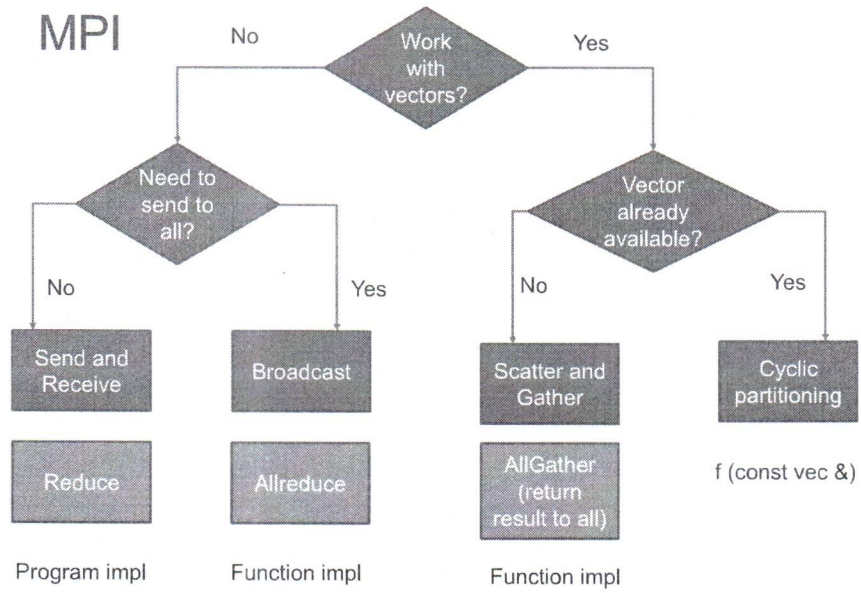 MPI
No
Work
with
vectors?
Yes
Need to
send to
all?
Vector
already
available?
No
Yes
No
Yes
Send and
Receive
Broadcast
Scatter and
Gather
Cyclic
partitioning
Reduce
Allreduce
AllGather
(return
result to all)
f (const vec &)
Program impl
Function impl
Function impl